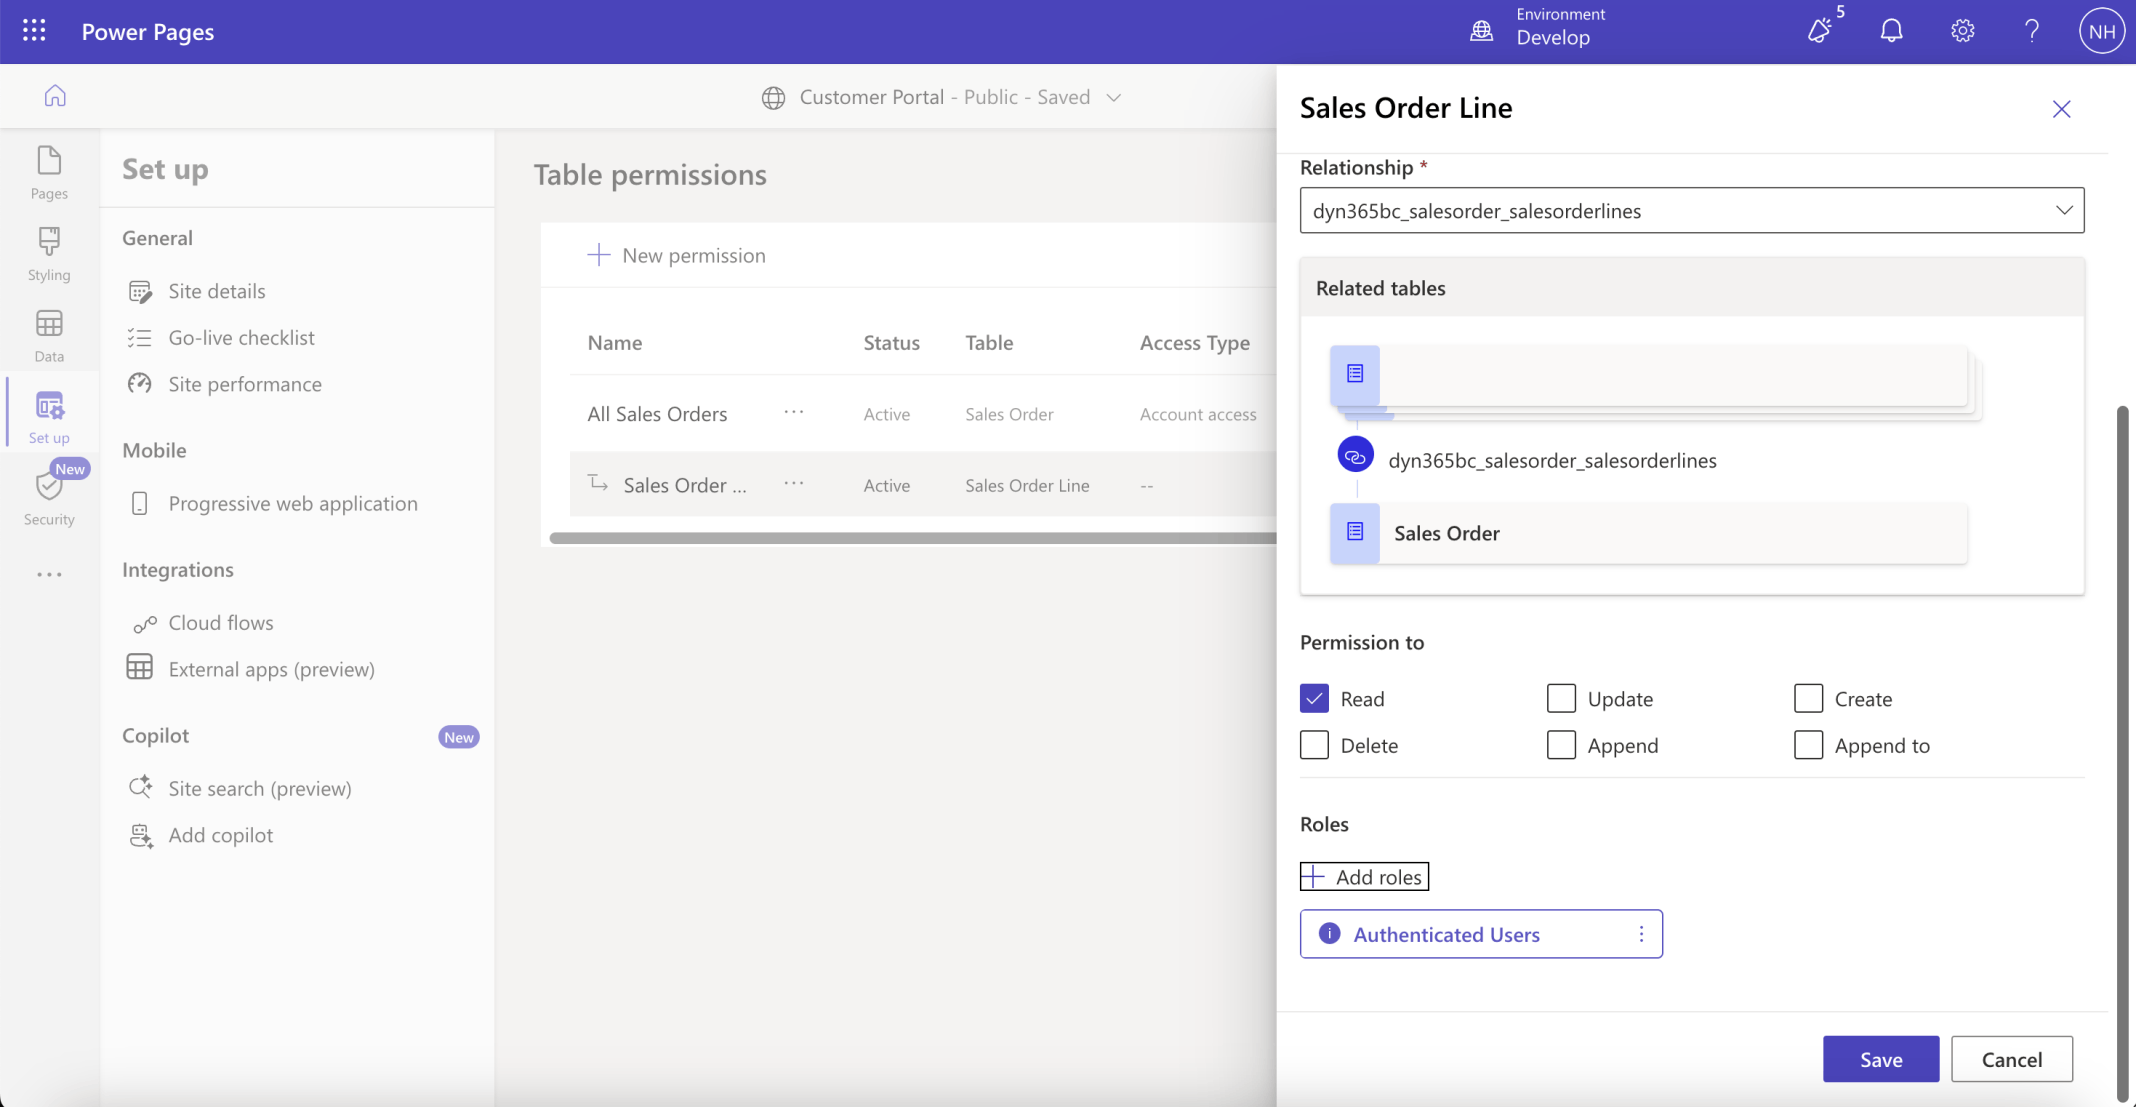 Power Pages
Environment
Develop
5
NH
Customer Portal - Public - Saved
Pages
Styling
Data
Set up
New
Security
Set up
General
Site details
Go-live checklist
Site performance
Mobile
Progressive web application
Integrations
Cloud flows
External apps (preview)
Copilot New
Site search (preview)
Add copilot
Table permissions
New permission
Name Status Table Access Type
All Sales Orders ... Active Sales Order Account access
Sales Order ... ... Active Sales Order Line --
Sales Order Line
Relationship *
dyn365bc_salesorder_salesorderlines
Related tables
dyn365bc_salesorder_salesorderlines
Sales Order
Permission to
Read Update Create
Delete Append Append to
Roles
Add roles
Authenticated Users
Save Cancel